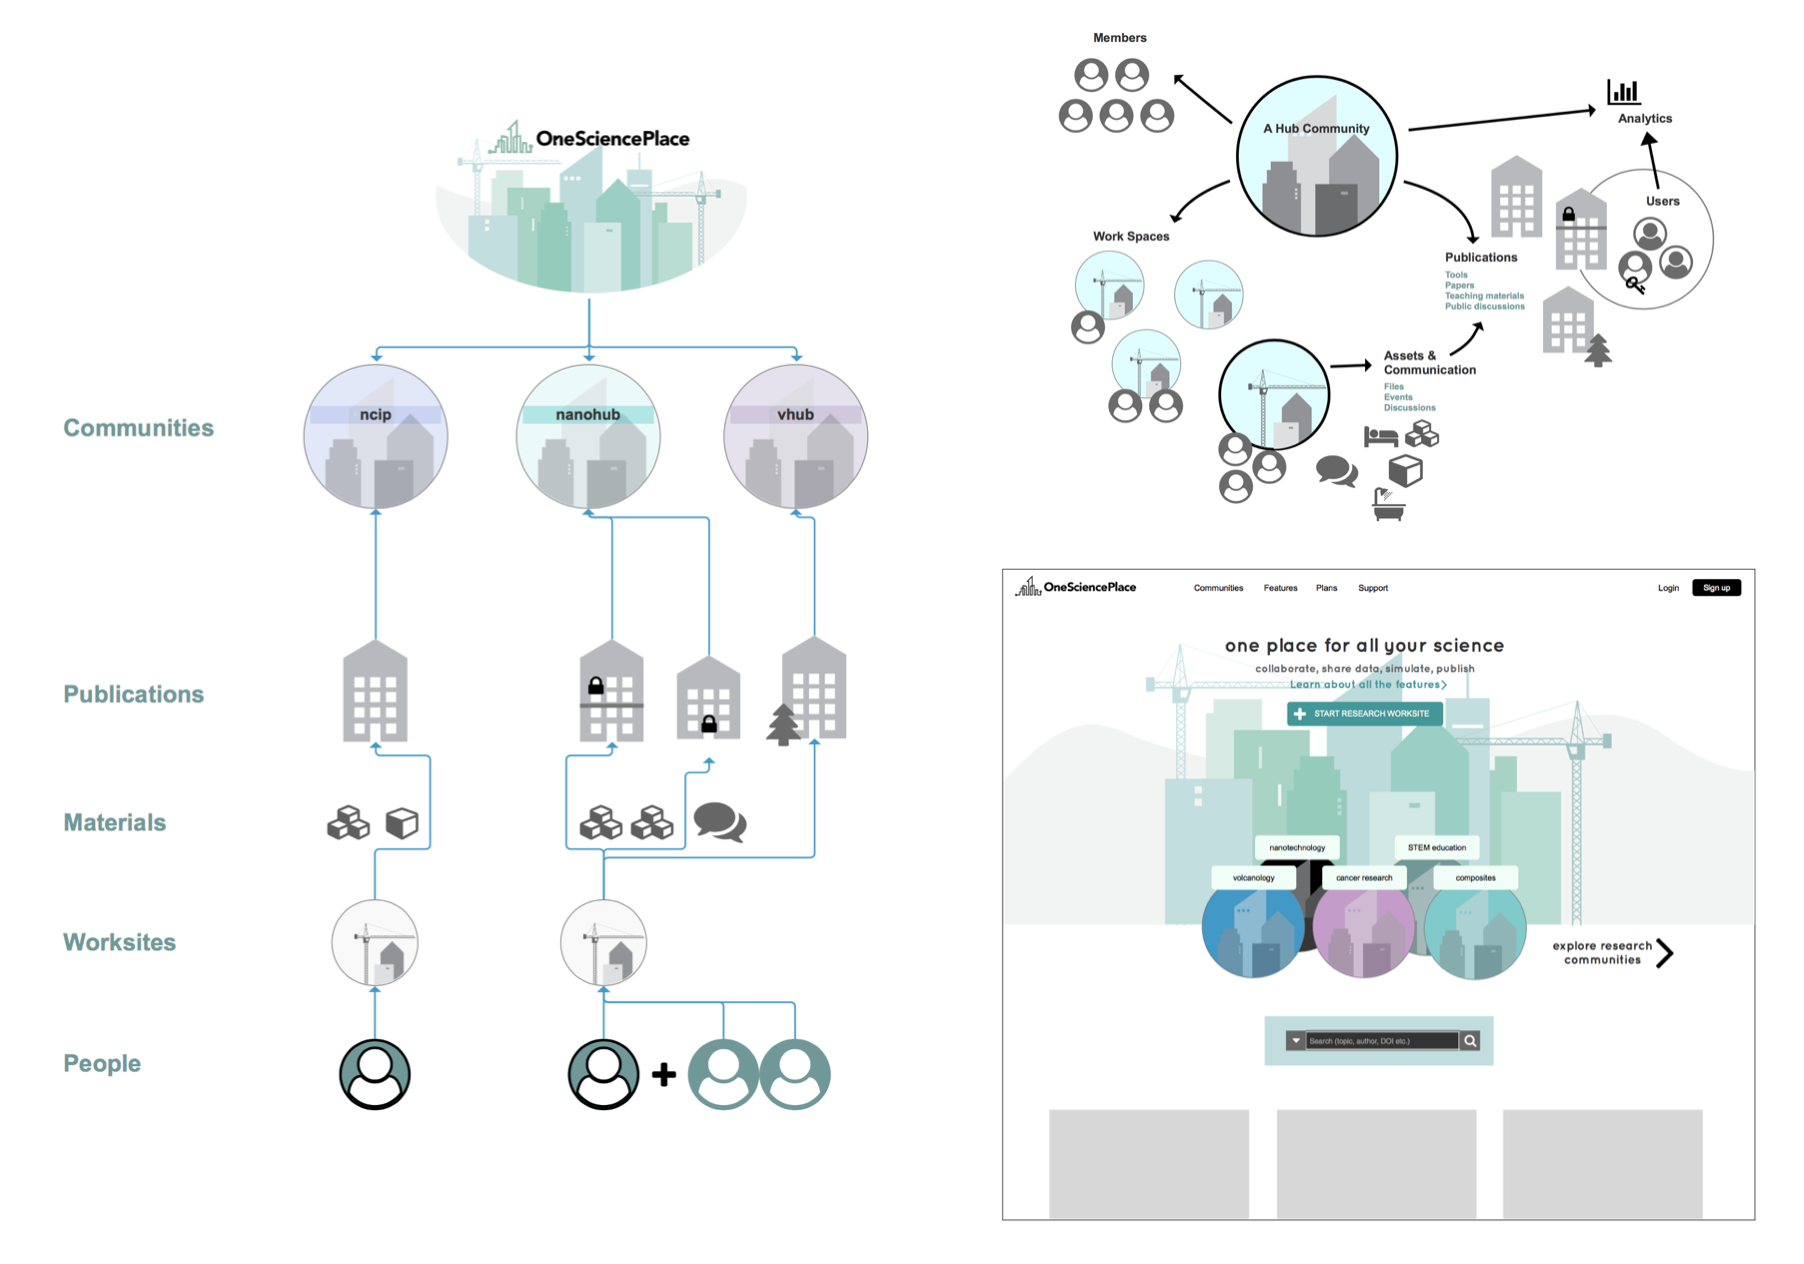 OneSciencePlace
Communities
ncip
nanohub
vhub
Publications
Materials
Worksites
People
Members
A Hub Community
Analytics
Users
Work Spaces
Publications
Tools
Papers
Teaching materials
Public discussions
Assets &
Communication
Files
Events
Discussions
OneSciencePlace
Communities
Features
Plans
Support
Login
Sign up
one place for all your science
collaborate, share data, simulate, publish
Learn about all the features>
START RESEARCH WORKSITE
nanotechnology
STEM education
volcanology
cancer research
composites
explore research
communities
Search (topic, author, DOI etc.)